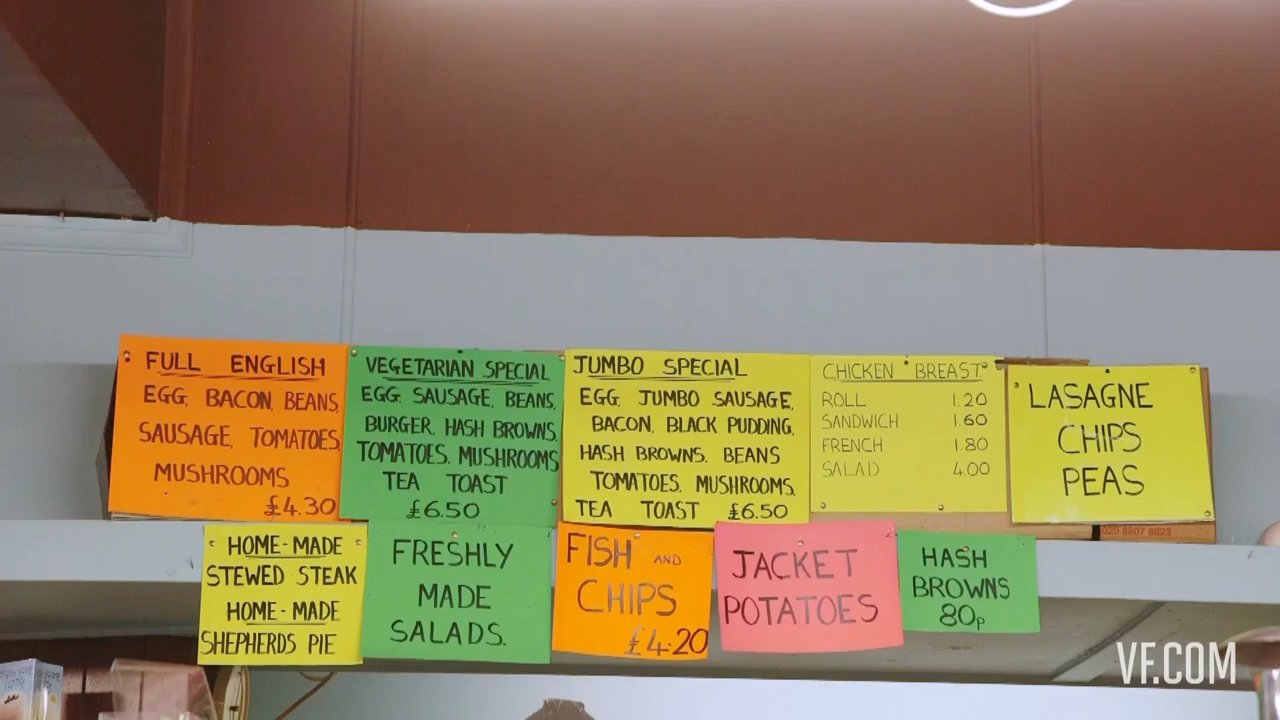 FULL ENGLISH
EGG, BACON, BEANS,
SAUSAGE, TOMATOES,
MUSHROOMS
£4.30
VEGETARIAN SPECIAL
EGG, SAUSAGE, BEANS,
BURGER, HASH BROWNS,
TOMATOES, MUSHROOMS
TEA TOAST
£6.50
JUMBO SPECIAL
EGG, JUMBO SAUSAGE,
BACON, BLACK PUDDING,
HASH BROWNS, BEANS
TOMATOES, MUSHROOMS,
TEA TOAST £6.50
CHICKEN BREAST
ROLL 1.20
SANDWICH 1.60
FRENCH 1.80
SALAD 4.00
LASAGNE
CHIPS
PEAS
HOME-MADE
STEWED STEAK
HOME-MADE
SHEPHERDS PIE
FRESHLY
MADE
SALADS.
FISH AND
CHIPS
£4.20
JACKET
POTATOES
HASH
BROWNS
80p
VF.COM